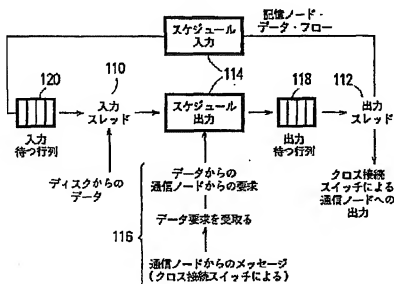 スケジュール
入力
記憶ノード・
データ・フロー
120
110
114
118
112
入力
スレッド
スケジュール
出力
出力
スレッド
入力
待つ行列
出力
待つ行列
ディスクからの
データ
データからの
通信ノードからの要求
クロス接続
スイッチによる
通信ノードへの
出力
116
データ要求を受取る
通信ノードからのメッセージ
(クロス接続スイッチによる)